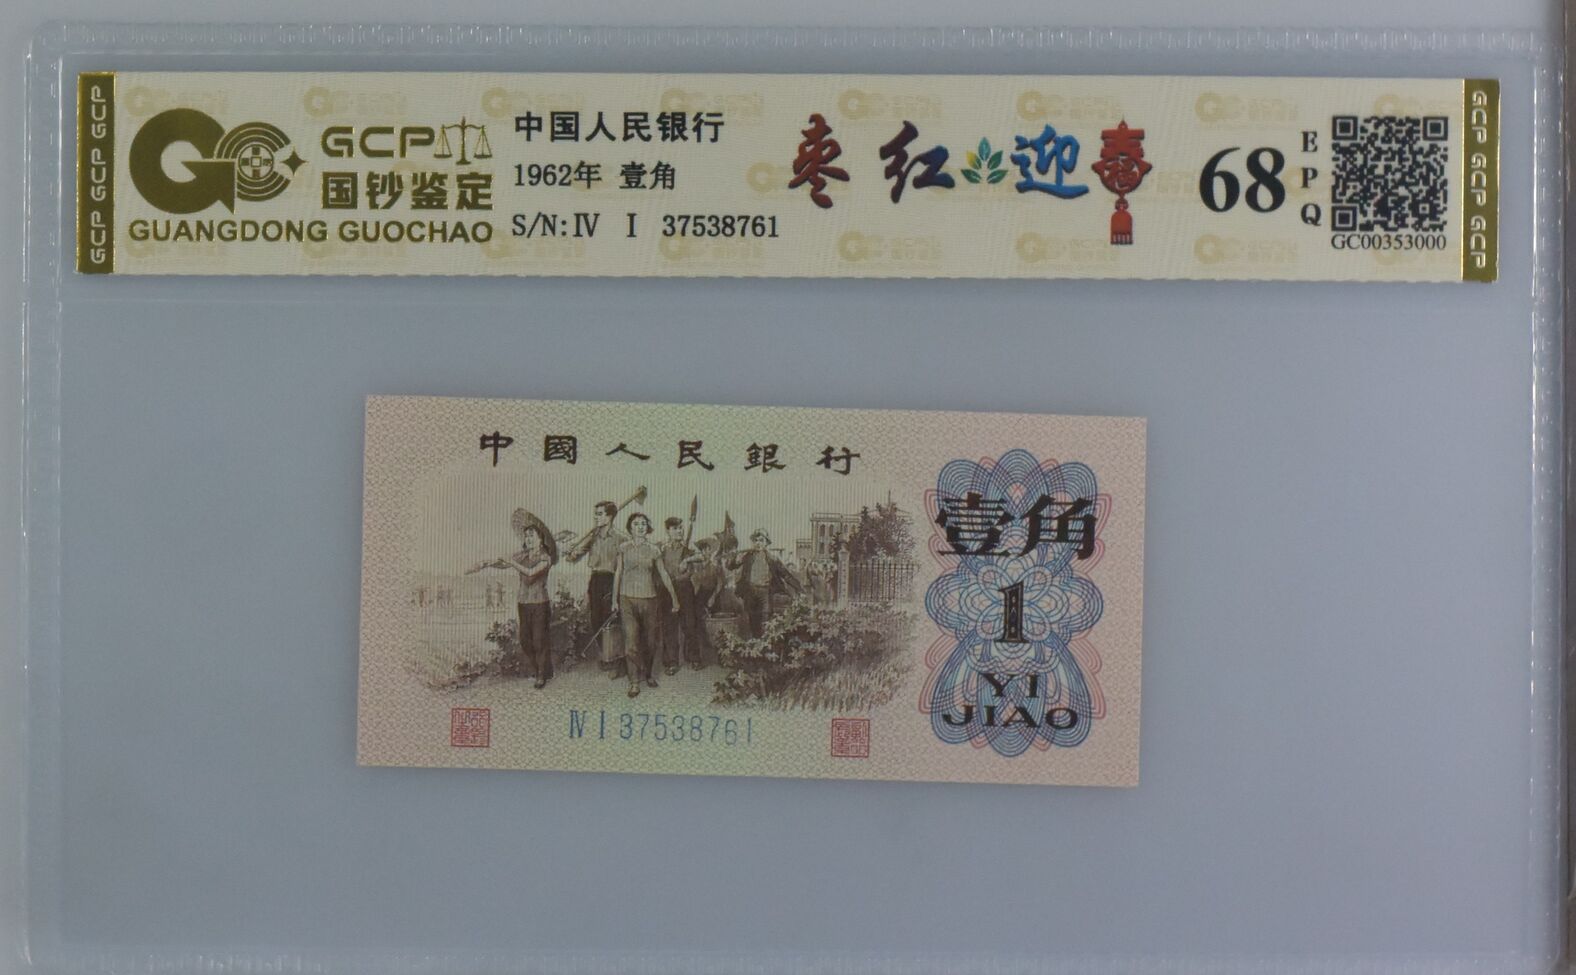 GCP GCP GCP
GCP
国钞鉴定
GUANGDONG GUOCHAO
中国人民银行
1962年 壹角
S/N: IV I 37538761
枣红迎春
68
EPQ
GC00353000
GCP GCP GCP
中國人民銀行
壹角
1
YI
JIAO
IV I 37538761